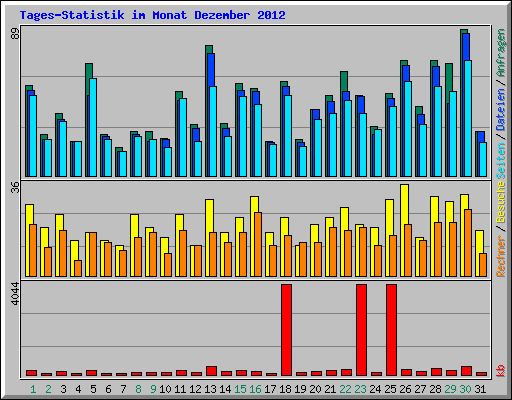 Tages-Statistik im Monat Dezember 2012
89
36
4044
Rechner / Besuche Seiten / Dateien / Anfragen
kb
1 2 3 4 5 6 7 8 9 10 11 12 13 14 15 16 17 18 19 20 21 22 23 24 25 26 27 28 29 30 31